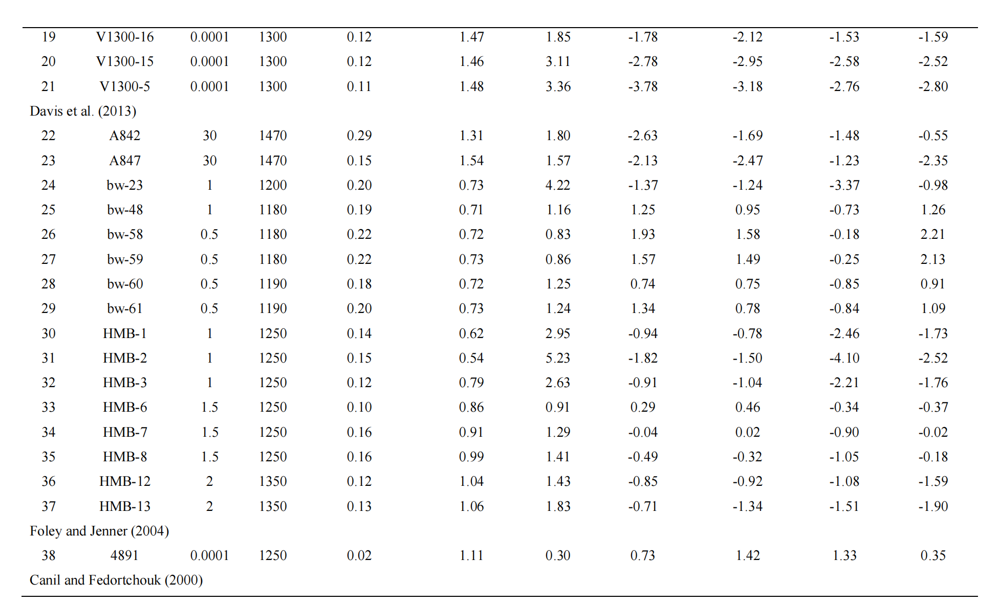 19 V1300-16 0.0001 1300 0.12 1.47 1.85 -1.78 -2.12 -1.53 -1.59
20 V1300-15 0.0001 1300 0.12 1.46 3.11 -2.78 -2.95 -2.58 -2.52
21 V1300-5 0.0001 1300 0.11 1.48 3.36 -3.78 -3.18 -2.76 -2.80
Davis et al. (2013)
22 A842 30 1470 0.29 1.31 1.80 -2.63 -1.69 -1.48 -0.55
23 A847 30 1470 0.15 1.54 1.57 -2.13 -2.47 -1.23 -2.35
24 bw-23 1 1200 0.20 0.73 4.22 -1.37 -1.24 -3.37 -0.98
25 bw-48 1 1180 0.19 0.71 1.16 1.25 0.95 -0.73 1.26
26 bw-58 0.5 1180 0.22 0.72 0.83 1.93 1.58 -0.18 2.21
27 bw-59 0.5 1180 0.22 0.73 0.86 1.57 1.49 -0.25 2.13
28 bw-60 0.5 1190 0.18 0.72 1.25 0.74 0.75 -0.85 0.91
29 bw-61 0.5 1190 0.20 0.73 1.24 1.34 0.78 -0.84 1.09
30 HMB-1 1 1250 0.14 0.62 2.95 -0.94 -0.78 -2.46 -1.73
31 HMB-2 1 1250 0.15 0.54 5.23 -1.82 -1.50 -4.10 -2.52
32 HMB-3 1 1250 0.12 0.79 2.63 -0.91 -1.04 -2.21 -1.76
33 HMB-6 1.5 1250 0.10 0.86 0.91 0.29 0.46 -0.34 -0.37
34 HMB-7 1.5 1250 0.16 0.91 1.29 -0.04 0.02 -0.90 -0.02
35 HMB-8 1.5 1250 0.16 0.99 1.41 -0.49 -0.32 -1.05 -0.18
36 HMB-12 2 1350 0.12 1.04 1.43 -0.85 -0.92 -1.08 -1.59
37 HMB-13 2 1350 0.13 1.06 1.83 -0.71 -1.34 -1.51 -1.90
Foley and Jenner (2004)
38 4891 0.0001 1250 0.02 1.11 0.30 0.73 1.42 1.33 0.35
Canil and Fedortchouk (2000)